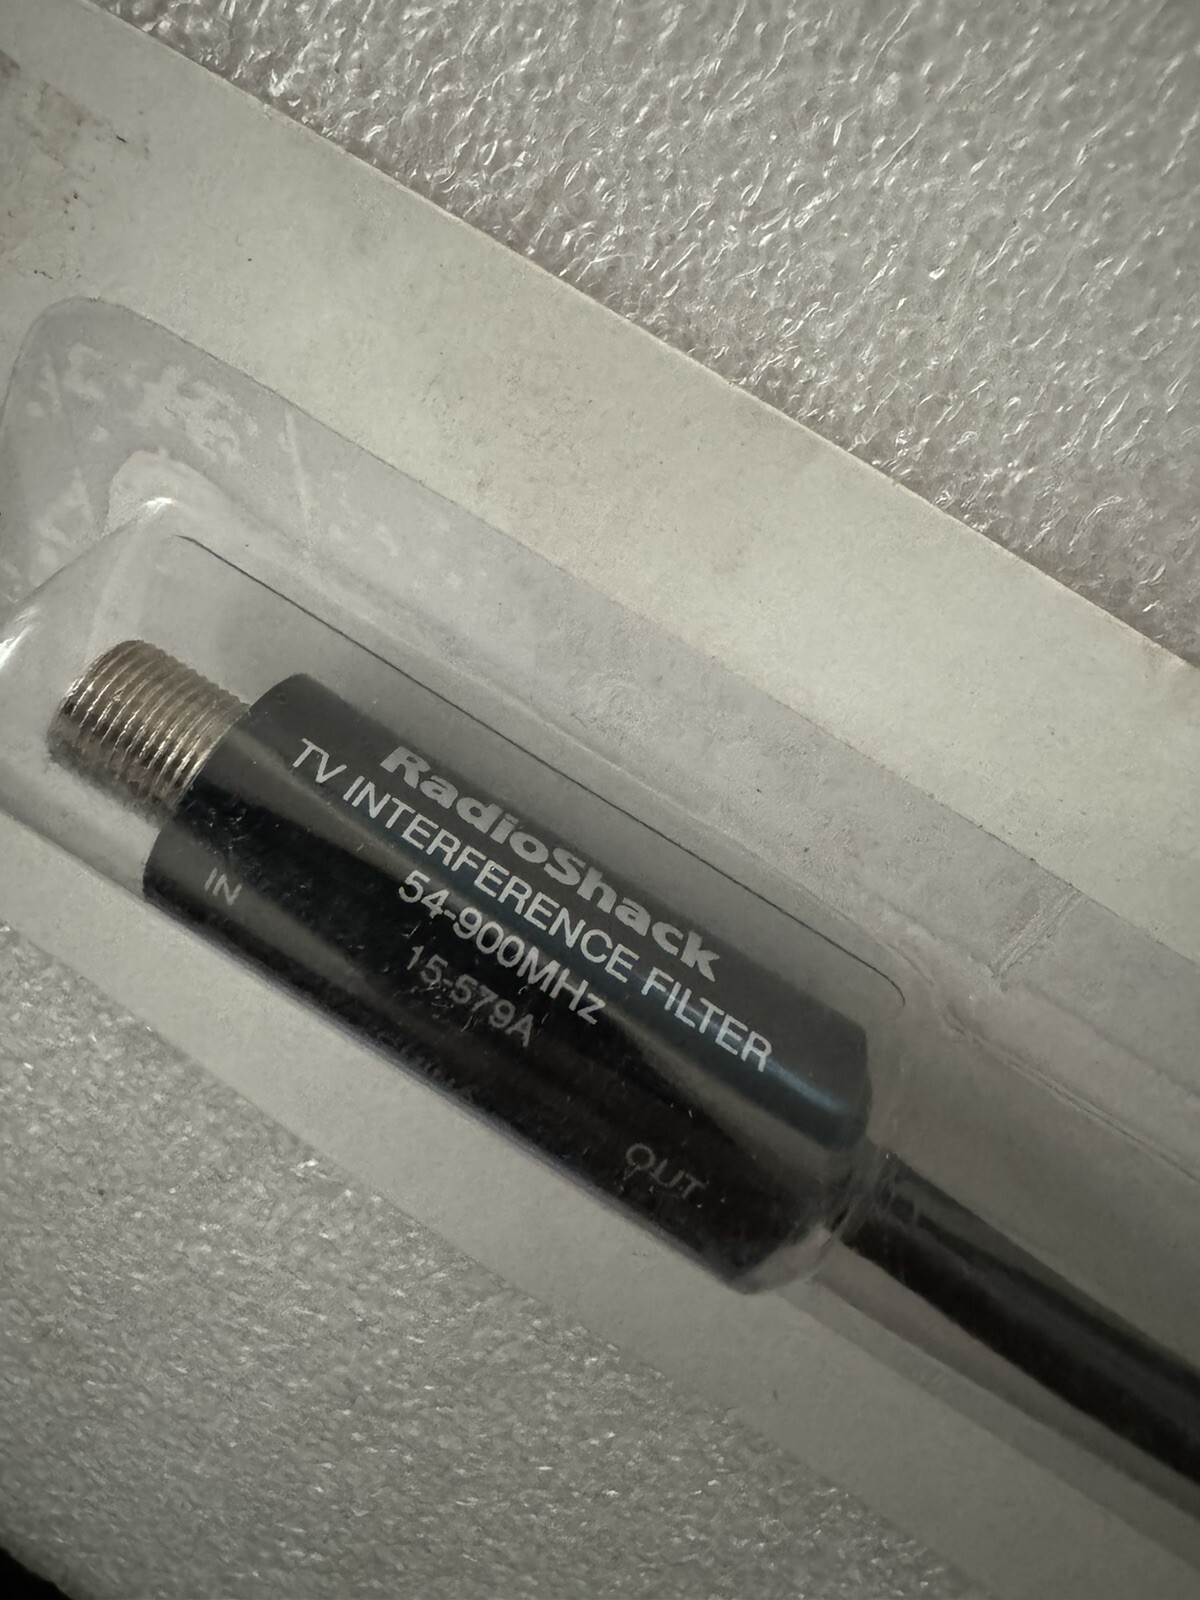 RadioShack
TV INTERFERENCE FILTER
54-900MHz
15-579A
IN
OUT